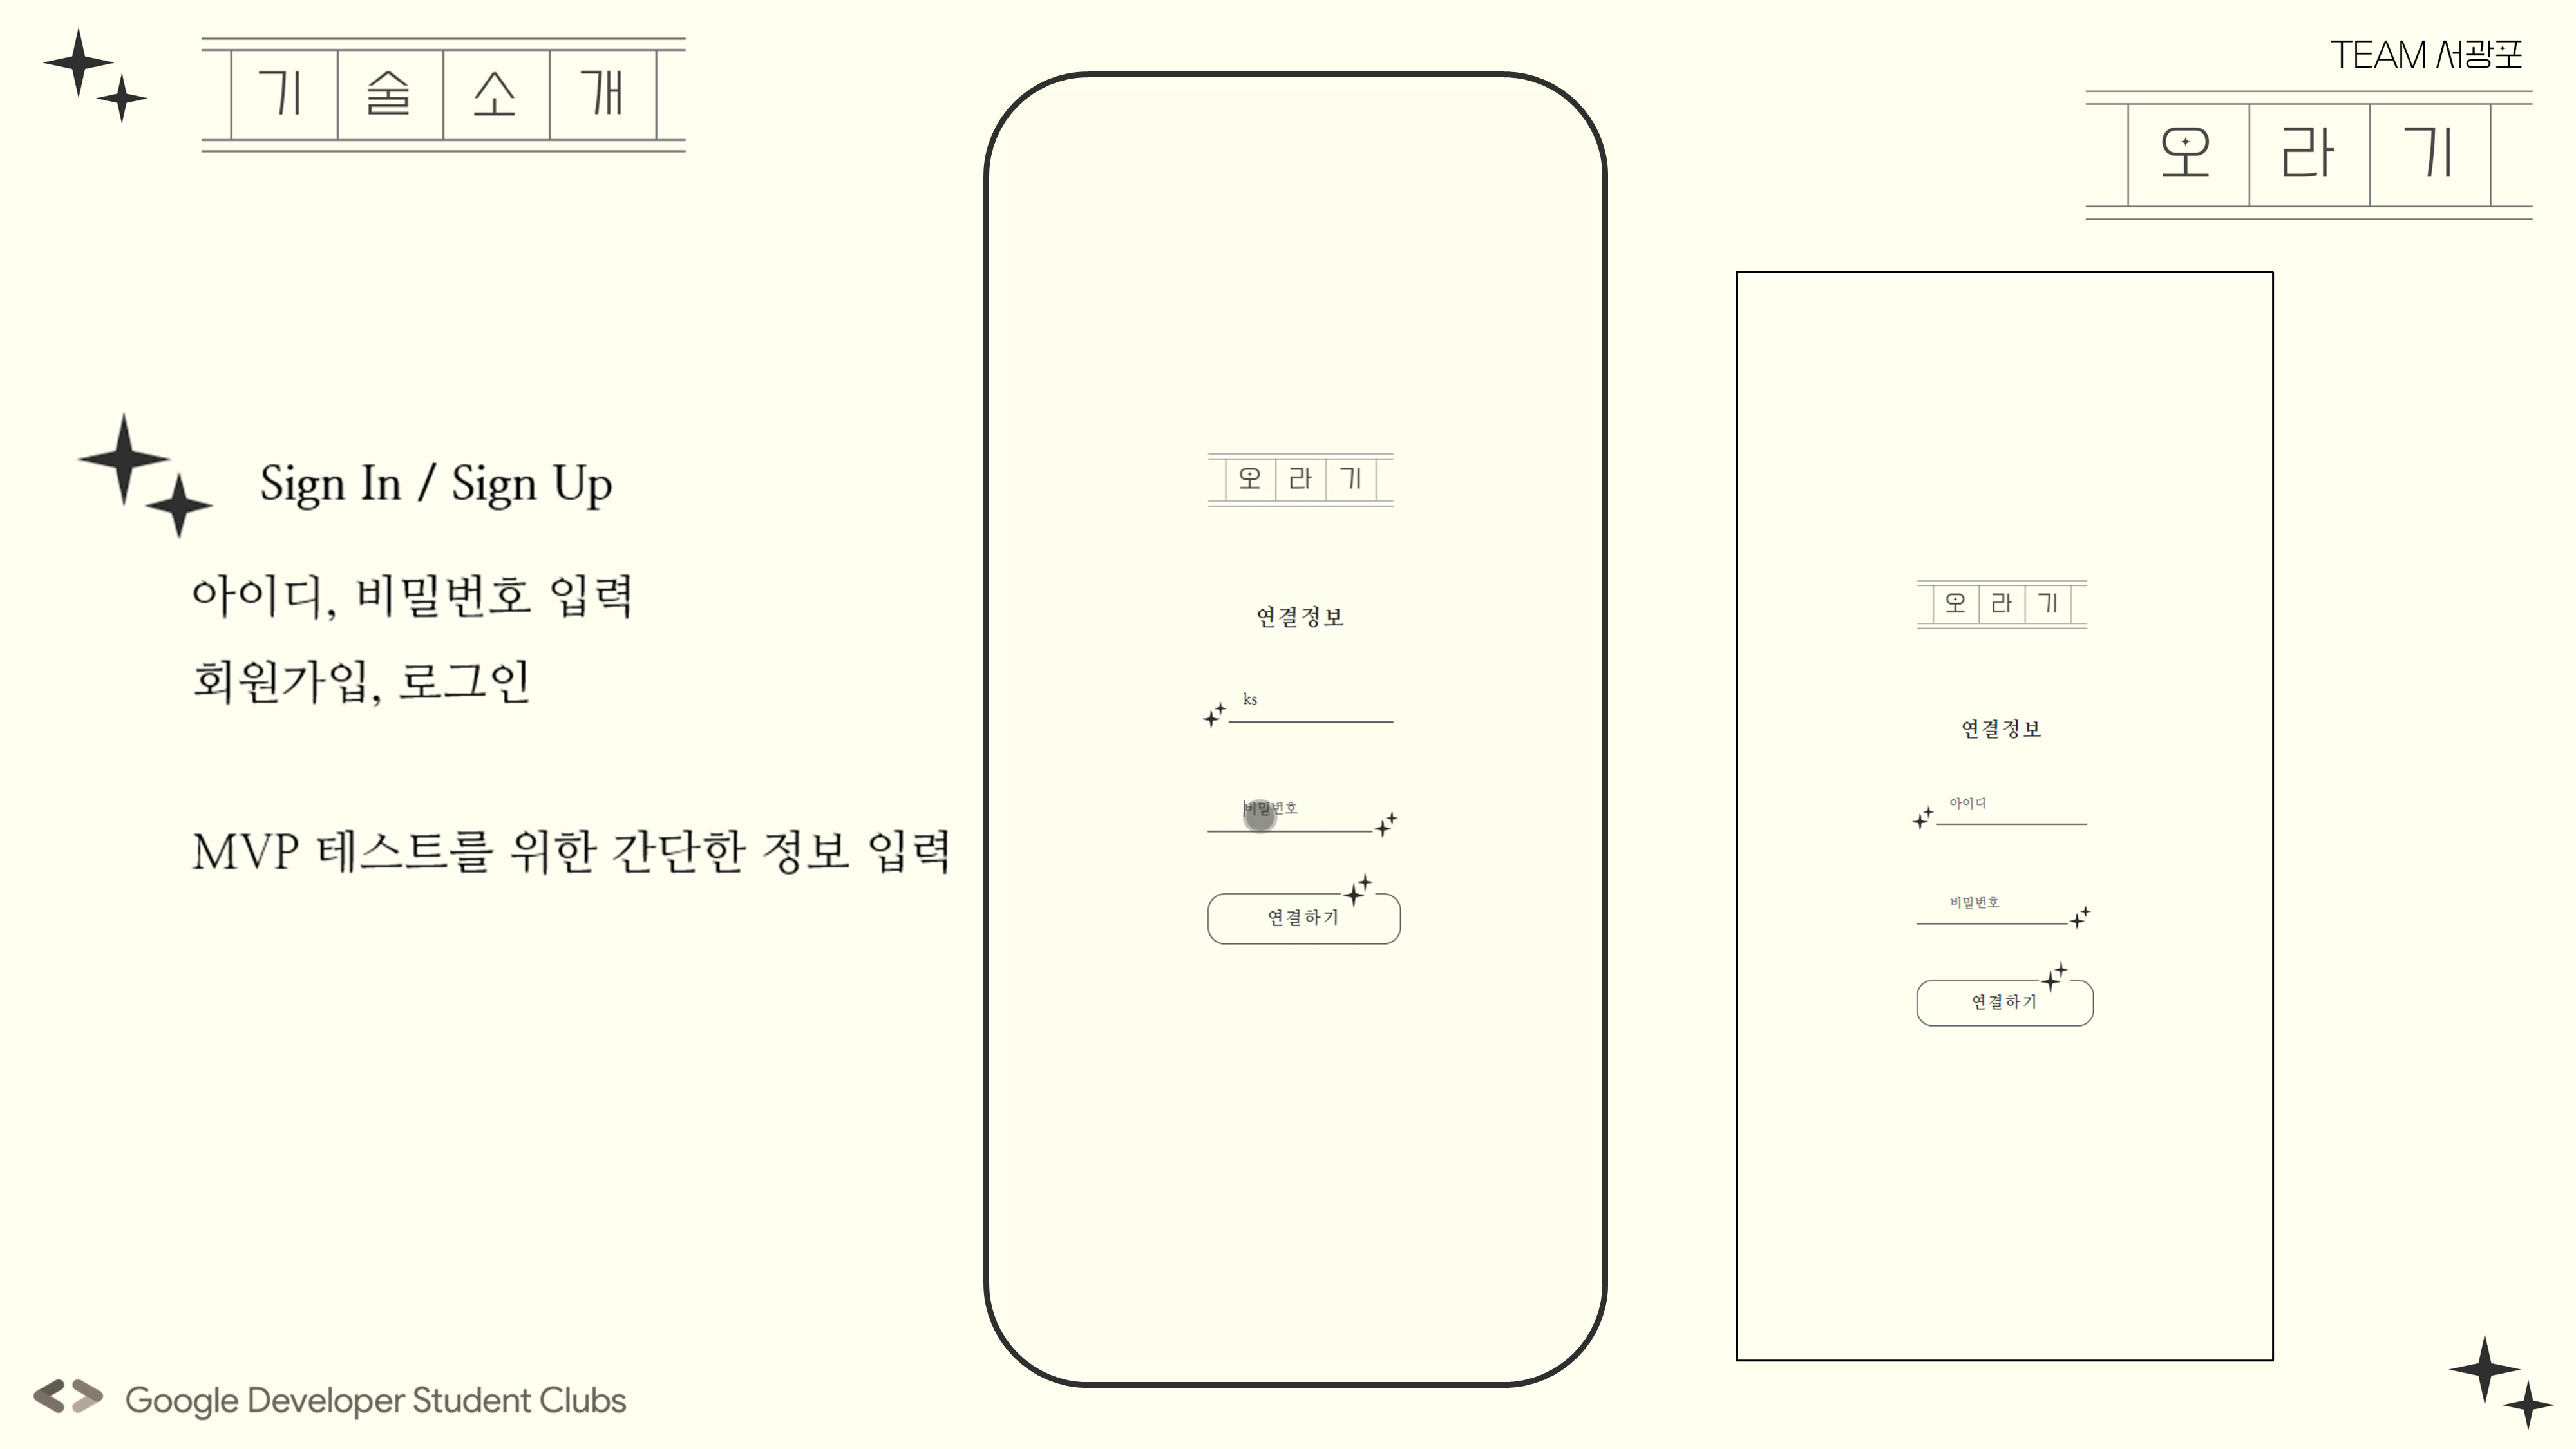 기술소개
TEAM 서광포
오라기
Sign In / Sign Up
아이디, 비밀번호 입력
회원가입, 로그인
MVP 테스트를 위한 간단한 정보 입력
오라기
연결정보
ks
비밀번호
연결하기
오라기
연결정보
아이디
비밀번호
연결하기
Google Developer Student Clubs